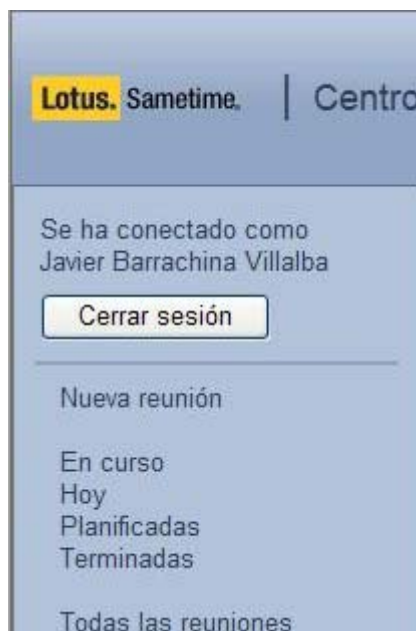 Lotus. Sametime. | Centro
Se ha conectado como
Javier Barrachina Villalba
Cerrar sesión
Nueva reunión
En curso
Hoy
Planificadas
Terminadas
Todas las reuniones